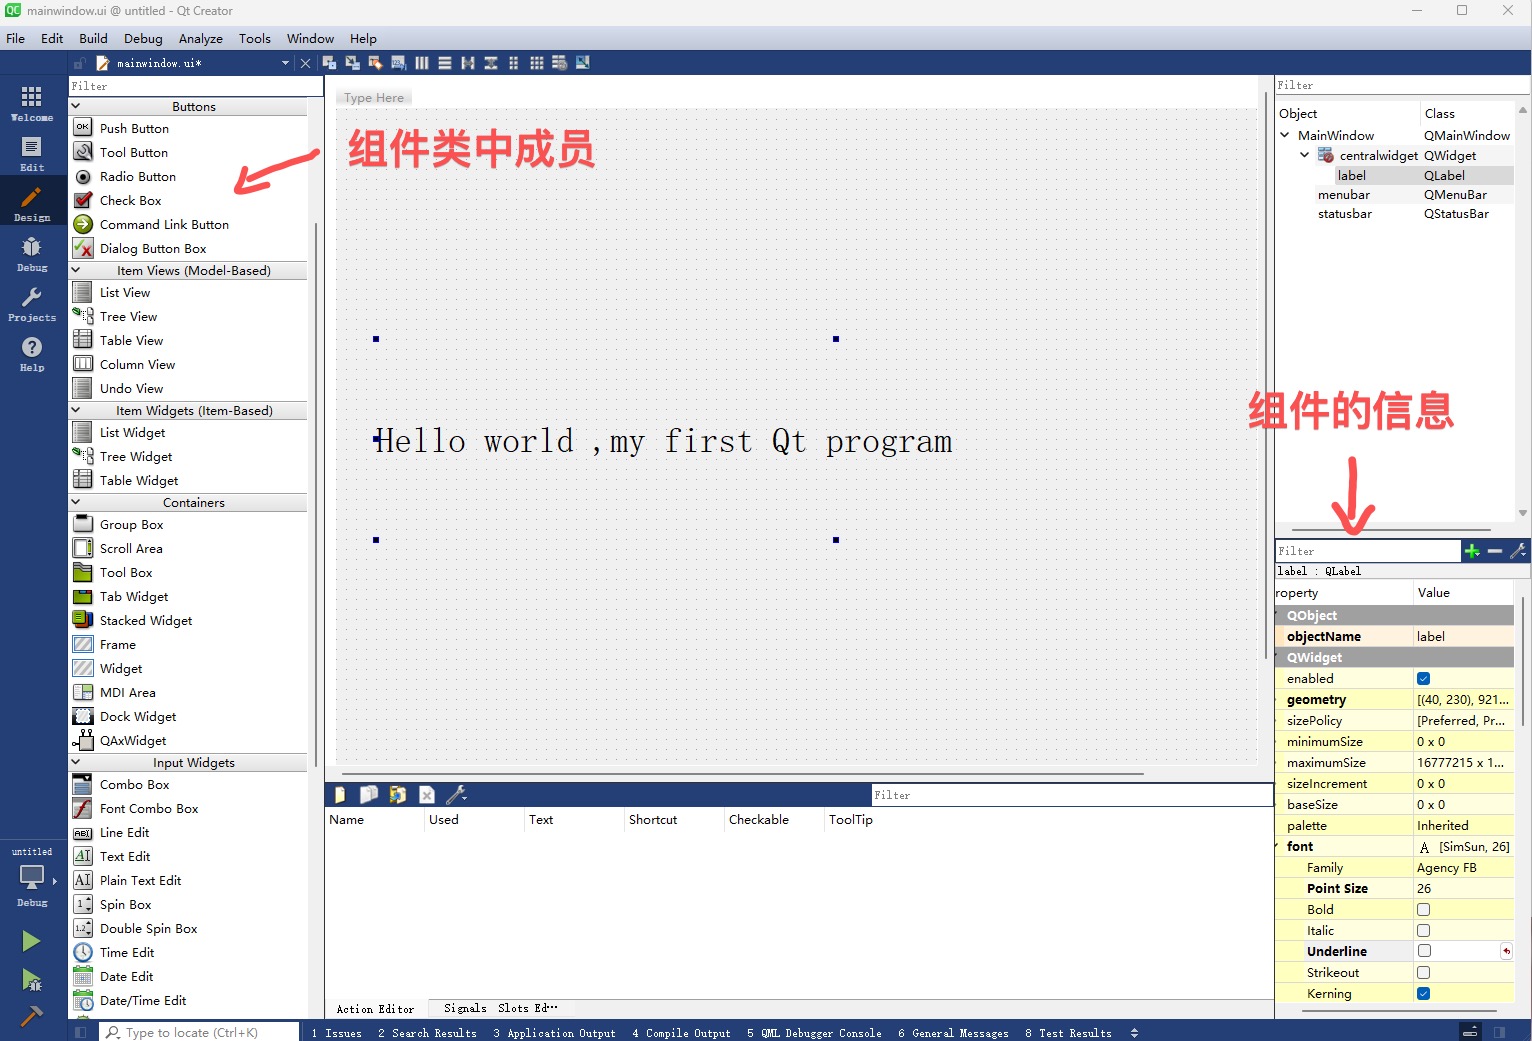 mainwindow.ui @ untitled - Qt Creator
File Edit Build Debug Analyze Tools Window Help
mainwindow.ui*
Welcome
Edit
Design
Debug
Projects
Help
untitled
Debug
Filter
Buttons
Push Button
Tool Button
Radio Button
Check Box
Command Link Button
Dialog Button Box
Item Views (Model-Based)
List View
Tree View
Table View
Column View
Undo View
Item Widgets (Item-Based)
List Widget
Tree Widget
Table Widget
Containers
Group Box
Scroll Area
Tool Box
Tab Widget
Stacked Widget
Frame
Widget
MDI Area
Dock Widget
QAxWidget
Input Widgets
Combo Box
Font Combo Box
Line Edit
Text Edit
Plain Text Edit
Spin Box
Double Spin Box
Time Edit
Date Edit
Date/Time Edit
Type Here
组件类中成员
Hello world ,my first Qt program
Filter
Name Used Text Shortcut Checkable ToolTip
Action Editor Signals Slots Ed…
Filter
Object Class
MainWindow QMainWindow
centralwidget QWidget
label QLabel
menubar QMenuBar
statusbar QStatusBar
组件的信息
Filter
label : QLabel
roperty Value
QObject
objectName label
QWidget
enabled
geometry [(40, 230), 921...
sizePolicy [Preferred, Pr...
minimumSize 0 x 0
maximumSize 16777215 x 1...
sizeIncrement 0 x 0
baseSize 0 x 0
palette Inherited
font A [SimSun, 26]
Family Agency FB
Point Size 26
Bold
Italic
Underline
Strikeout
Kerning
Type to locate (Ctrl+K) 1 Issues 2 Search Results 3 Application Output 4 Compile Output 5 QML Debugger Console 6 General Messages 8 Test Results